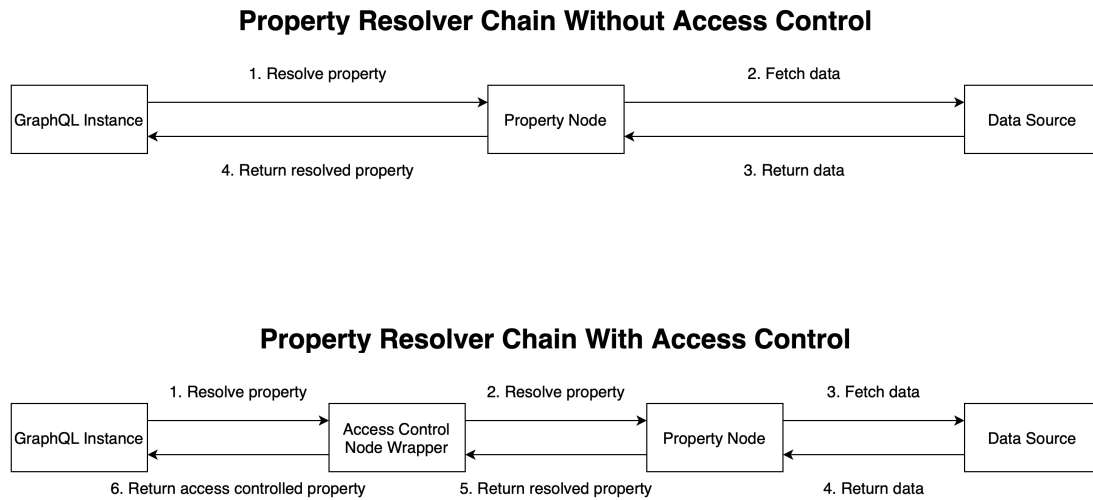 Property Resolver Chain Without Access Control
1. Resolve property
2. Fetch data
GraphQL Instance
Property Node
Data Source
4. Return resolved property
3. Return data
Property Resolver Chain With Access Control
1. Resolve property
2. Resolve property
3. Fetch data
GraphQL Instance
Access Control
Node Wrapper
Property Node
Data Source
6. Return access controlled property
5. Return resolved property
4. Return data